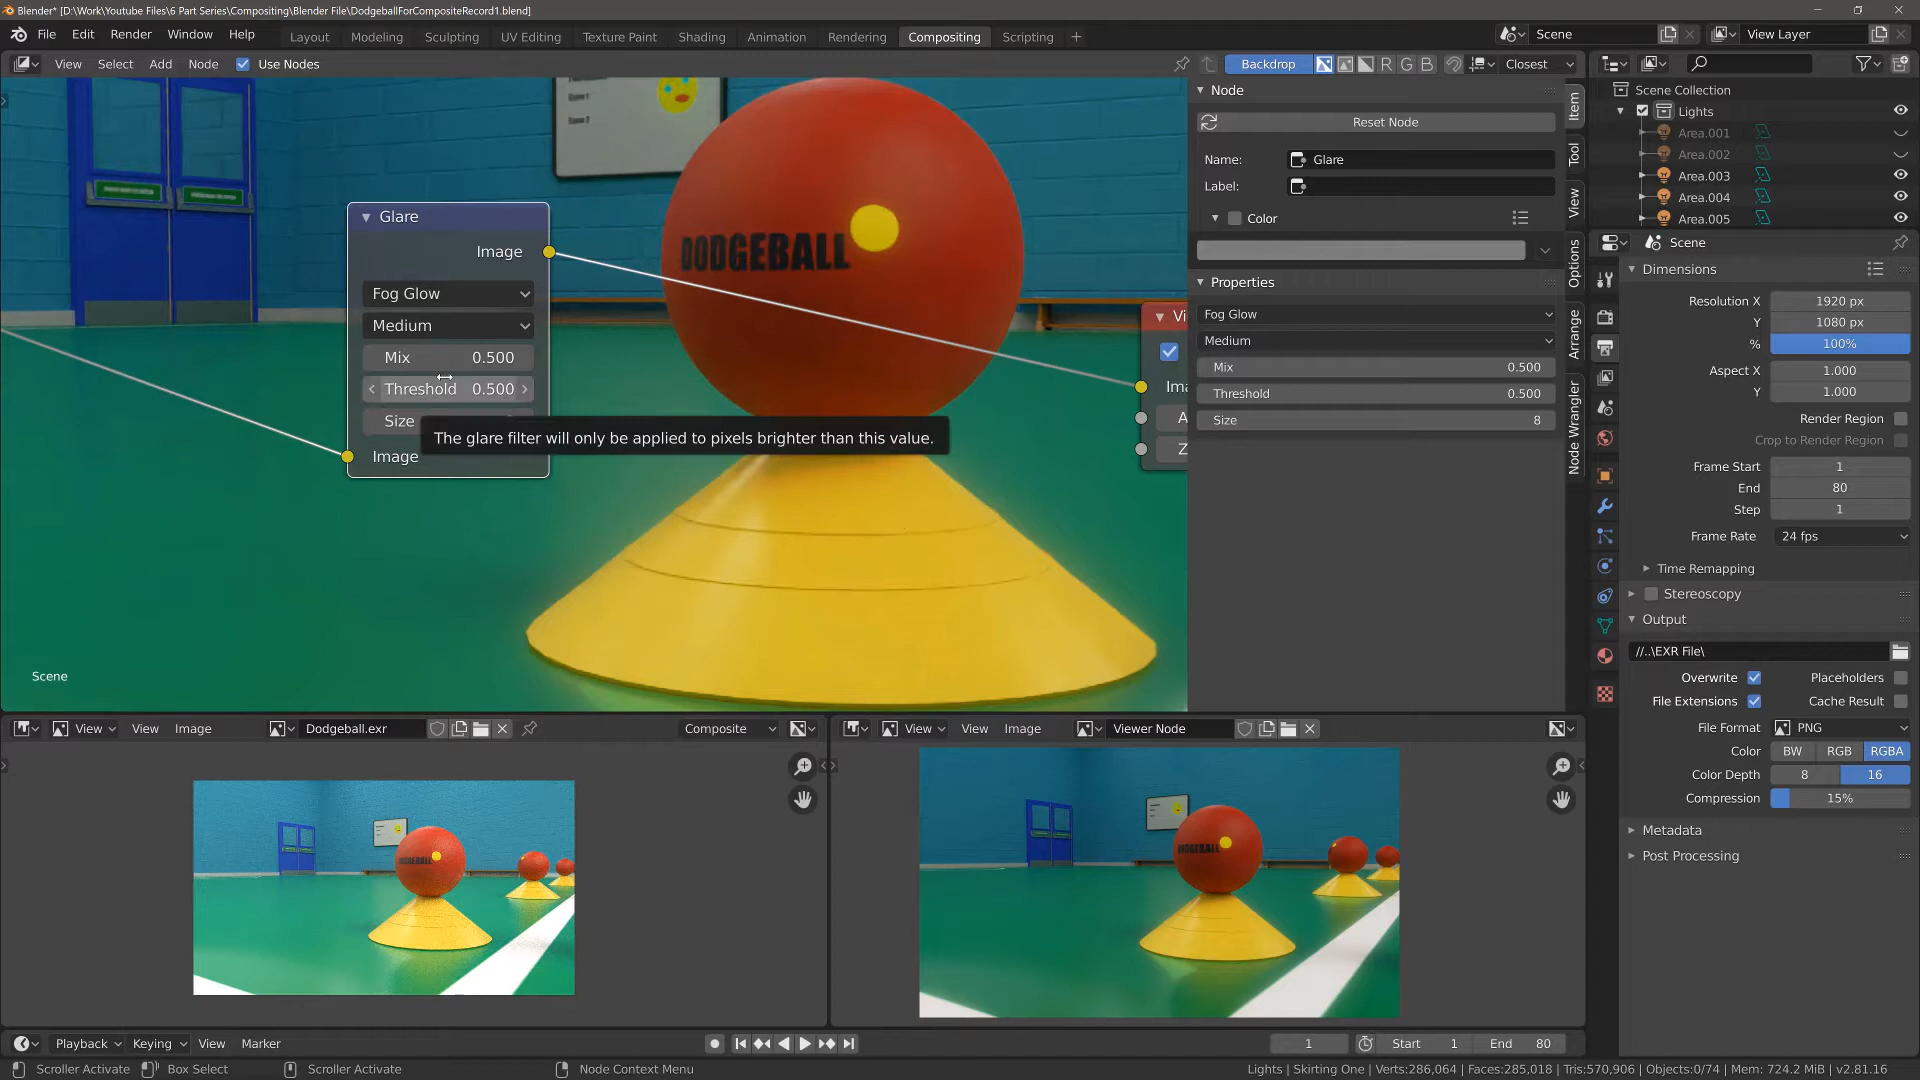 Blender* [D:\Work\Youtube Files\6 Part Series\Compositing\Blender File\DodgeballForCompositeRecord1.blend]
File Edit Render Window Help Layout Modeling Sculpting UV Editing Texture Paint Shading Animation Rendering Compositing Scripting + Scene View Layer
View Select Add Node Use Nodes Backdrop R G B Closest
Node
Reset Node
Name: Glare
Label:
Color
Properties
Fog Glow
Medium
Mix 0.500
Threshold 0.500
Size 8
Item
Tool
View
Options
Arrange
Node Wrangler
Glare
Image
Fog Glow
Medium
Mix 0.500
Threshold 0.500
Size
Image
The glare filter will only be applied to pixels brighter than this value.
DODGEBALL
Scene
Scene Collection
Lights
Area.001
Area.002
Area.003
Area.004
Area.005
Scene
Dimensions
Resolution X 1920 px
Y 1080 px
% 100%
Aspect X 1.000
Y 1.000
Render Region
Crop to Render Region
Frame Start 1
End 80
Step 1
Frame Rate 24 fps
Time Remapping
Stereoscopy
Output
//..\EXR File\
Overwrite Placeholders
File Extensions Cache Result
File Format PNG
Color BW RGB RGBA
Color Depth 8 16
Compression 15%
Metadata
Post Processing
View View Image Dodgeball.exr Composite
View View Image Viewer Node
DODGEBALL
DODGEBALL
Playback Keying View Marker 1 Start 1 End 80
Scroller Activate Box Select Scroller Activate Node Context Menu Lights | Skirting One | Verts:286,064 | Faces:285,018 | Tris:570,906 | Objects:0/74 | Mem: 724.2 MiB | v2.81.16